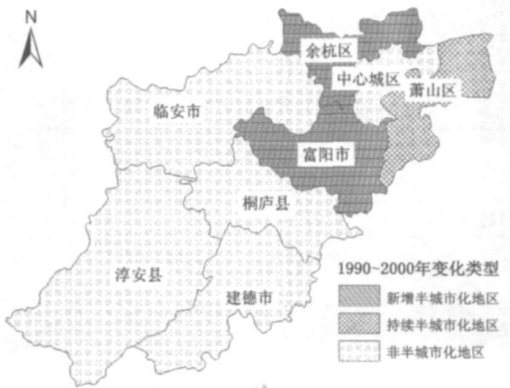 N
余杭区
中心城区
萧山区
临安市
富阳市
桐庐县
淳安县
建德市
1990~2000年变化类型
新增半城市化地区
持续半城市化地区
非半城市化地区